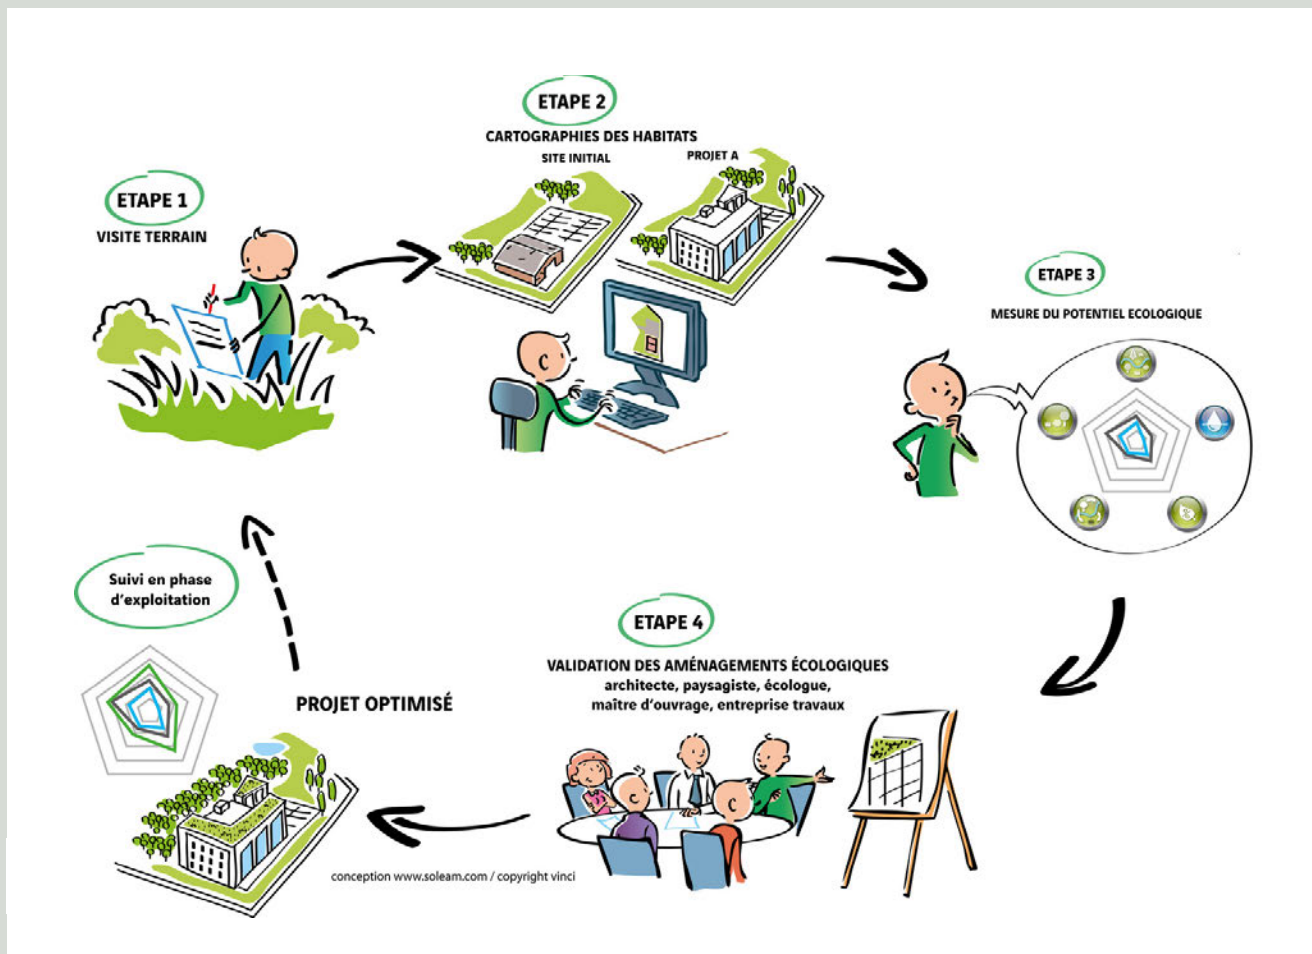 ETAPE 1
VISITE TERRAIN
ETAPE 2
CARTOGRAPHIES DES HABITATS
SITE INITIAL
PROJET A
ETAPE 3
MESURE DU POTENTIEL ECOLOGIQUE
ETAPE 4
VALIDATION DES AMÉNAGEMENTS ÉCOLOGIQUES
architecte, paysagiste, écologue,
maître d'ouvrage, entreprise travaux
PROJET OPTIMISÉ
Suivi en phase
d'exploitation
conception www.soleam.com / copyright vinci